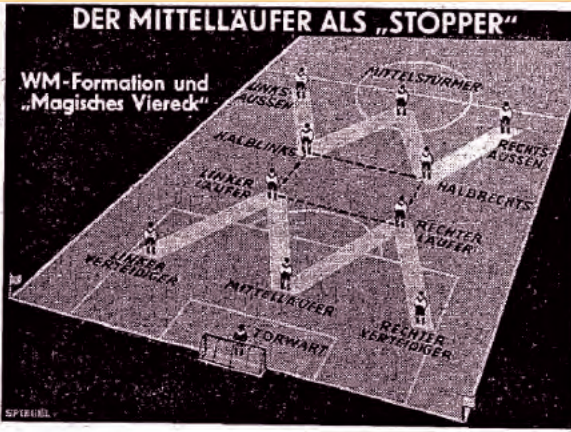 DER MITTELLÄUFER ALS „STOPPER“
WM-Formation und
„Magisches Viereck“
MITTELSTÜRMER
LINKS-
AUSSEN
RECHTS-
AUSSEN
HALBLINKS
HALBRECHTS
LINKER
LÄUFER
RECHTER
LÄUFER
LINKER
VERTEIDIGER
MITTELLÄUFER
RECHTER
VERTEIDIGER
TORWART
SPIEGEL